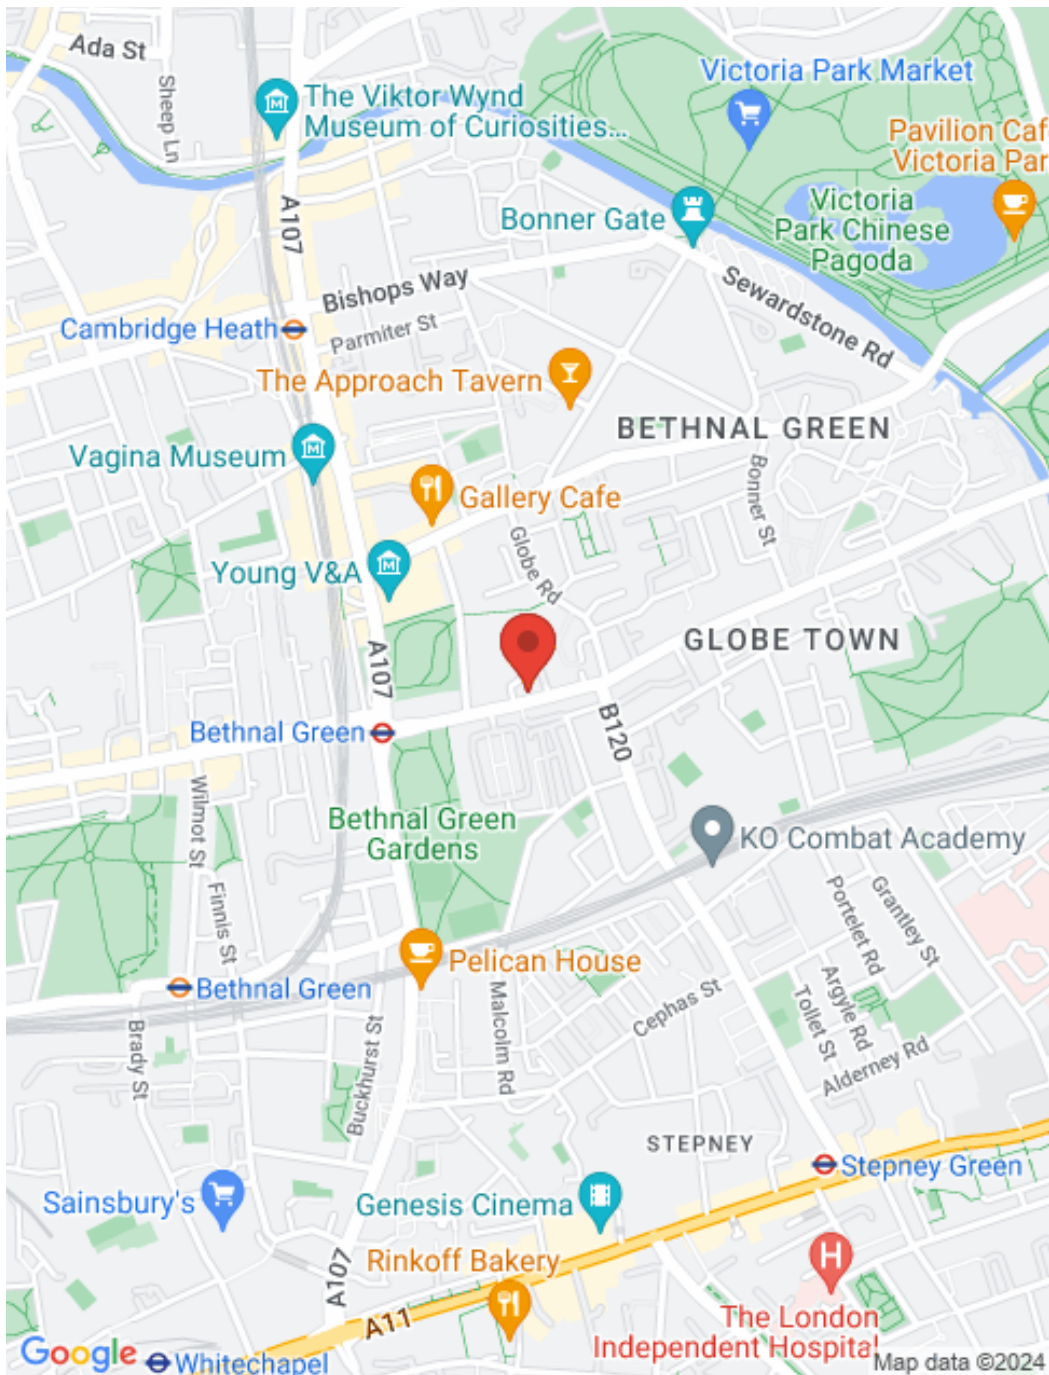 Ada St
Sheep Ln
The Viktor Wynd
Museum of Curiosities...
Victoria Park Market
Pavilion Caf
Victoria Par
A107
Bonner Gate
Victoria
Park Chinese
Pagoda
Bishops Way
Sewardstone Rd
Cambridge Heath
Parmiter St
The Approach Tavern
BETHNAL GREEN
Vagina Museum
Bonner St
Gallery Cafe
Globe Rd
Young V&A
GLOBE TOWN
A107
Bethnal Green
B120
Wilmot St
Bethnal Green
Gardens
KO Combat Academy
Finnis St
Portelet Rd
Grantley St
Pelican House
Bethnal Green
Malcolm Rd
Cephas St
Argyle Rd
Tollet St
Alderney Rd
Brady St
Buckhurst St
STEPNEY
Stepney Green
Sainsbury's
Genesis Cinema
A107
Rinkoff Bakery
H
A11
The London
Independent Hospital
Google
Whitechapel
Map data ©2024